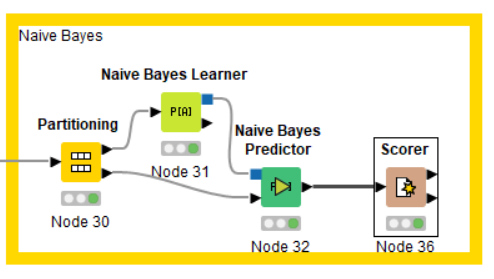 Naive Bayes
Naive Bayes Learner
P[A]
Partitioning
Node 31
Naive Bayes
Predictor
Scorer
Node 30
Node 32
Node 36